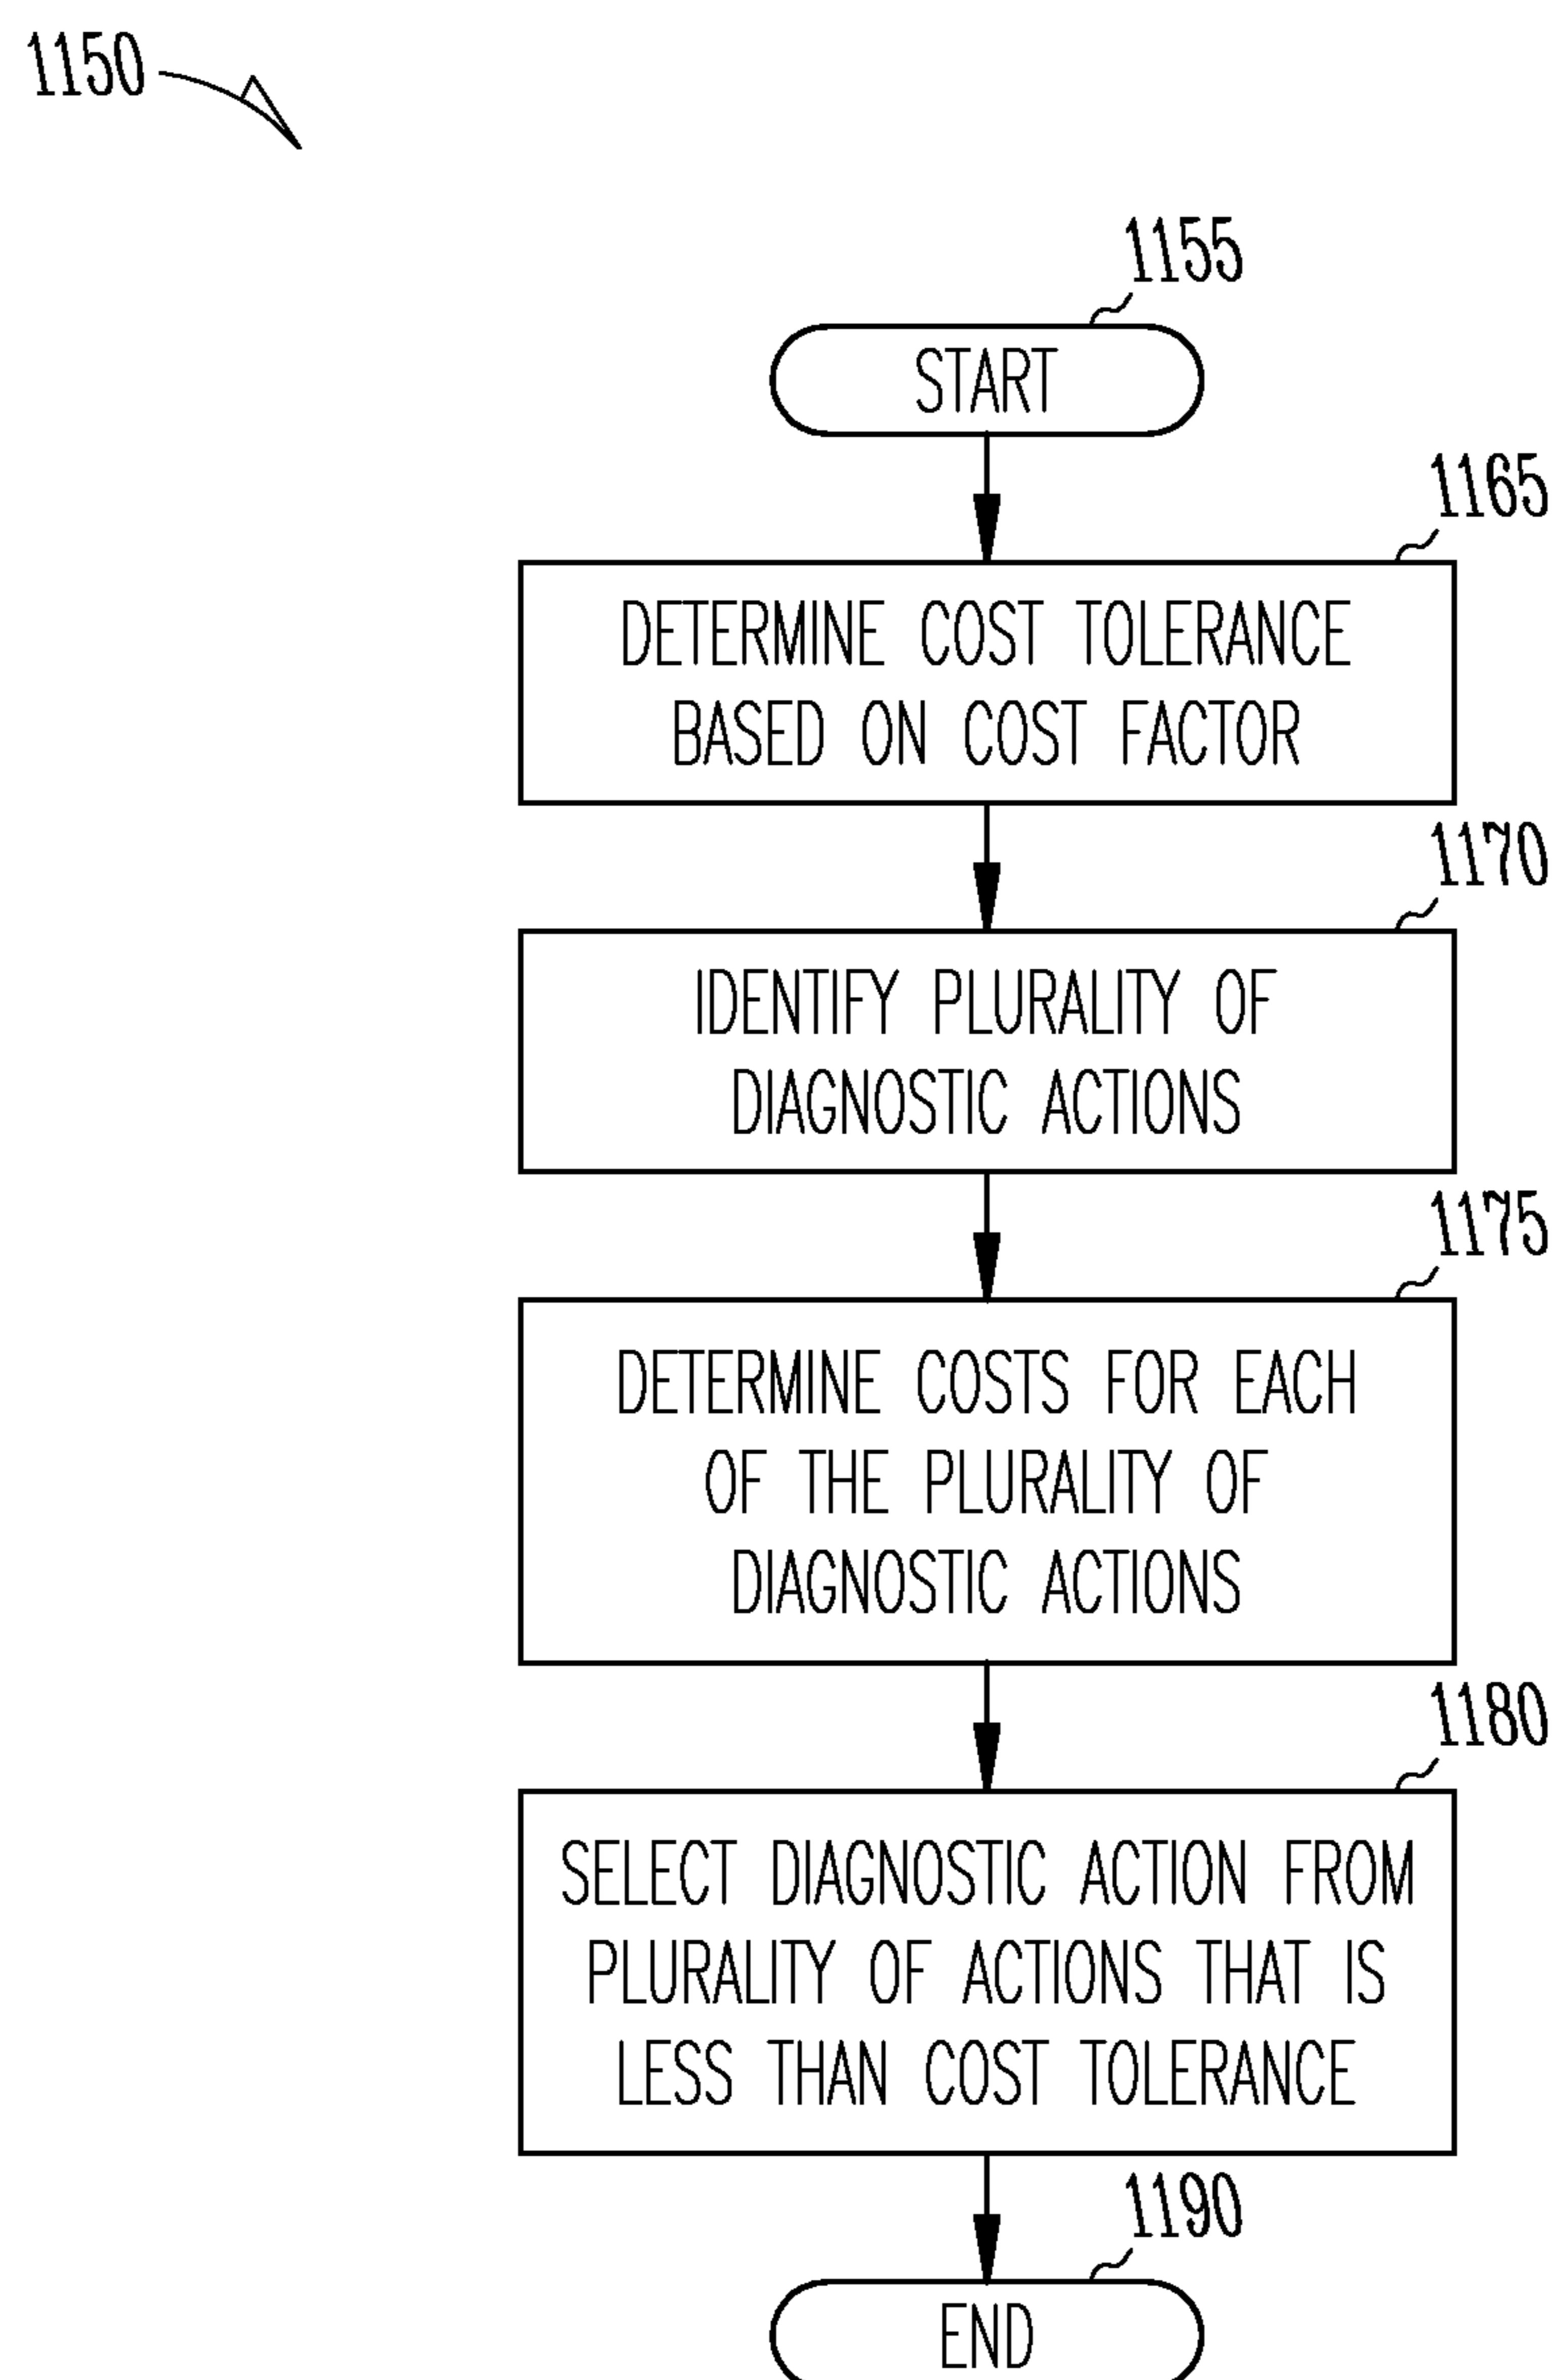 1150
1155
START
1165
DETERMINE COST TOLERANCE
BASED ON COST FACTOR
1170
IDENTIFY PLURALITY OF
DIAGNOSTIC ACTIONS
1175
DETERMINE COSTS FOR EACH
OF THE PLURALITY OF
DIAGNOSTIC ACTIONS
1180
SELECT DIAGNOSTIC ACTION FROM
PLURALITY OF ACTIONS THAT IS
LESS THAN COST TOLERANCE
1190
END